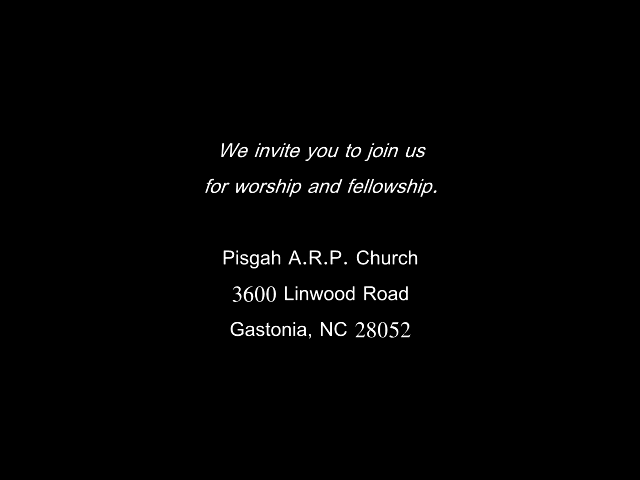 We invite you to join us
for worship and fellowship.
Pisgah A.R.P. Church
3600 Linwood Road
Gastonia, NC 28052